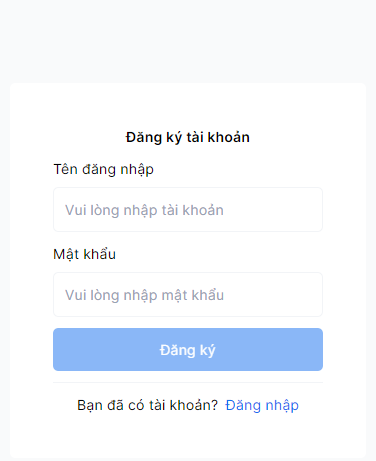 Đăng ký tài khoản
Tên đăng nhập
Vui lòng nhập tài khoản
Mật khẩu
Vui lòng nhập mật khẩu
Đăng ký
Bạn đã có tài khoản? Đăng nhập